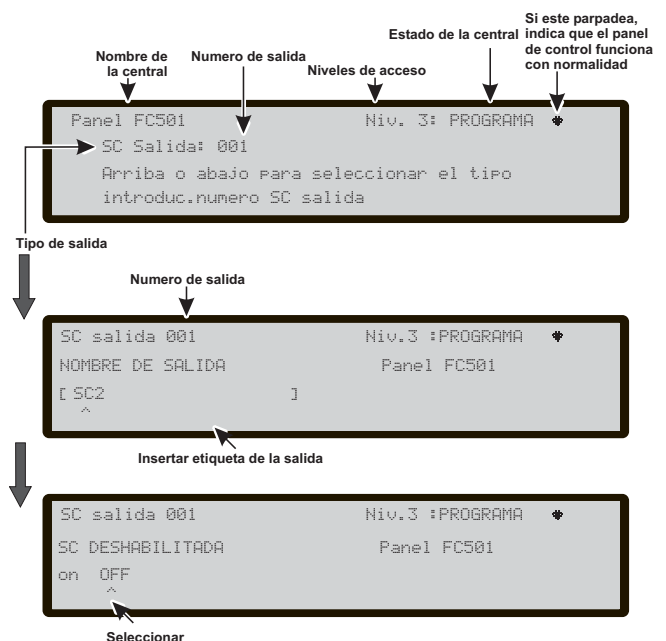 Si este parpadea,
indica que el panel
de control funciona
con normalidad
Estado de la central
Nombre de
la central
Numero de salida
Niveles de acceso
Panel FC501 Niv. 3: PROGRAMA
SC Salida: 001
Arriba o abajo para seleccionar el tipo
introduc.numero SC salida
Tipo de salida
Numero de salida
SC salida 001 Niv.3 :PROGRAMA
NOMBRE DE SALIDA Panel FC501
[ SC2 ]
^
Insertar etiqueta de la salida
SC salida 001 Niv.3 :PROGRAMA
SC DESHABILITADA Panel FC501
on OFF
^
Seleccionar